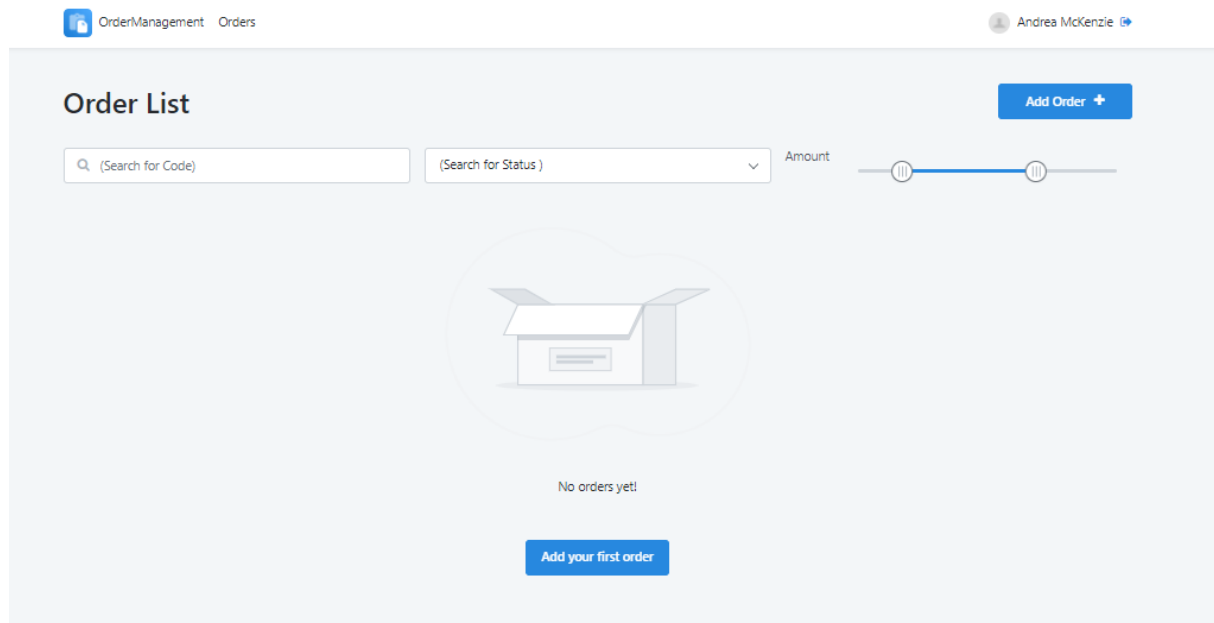 OrderManagement Orders Andrea McKenzie
Order List
Add Order
(Search for Code)
(Search for Status )
Amount
No orders yet!
Add your first order